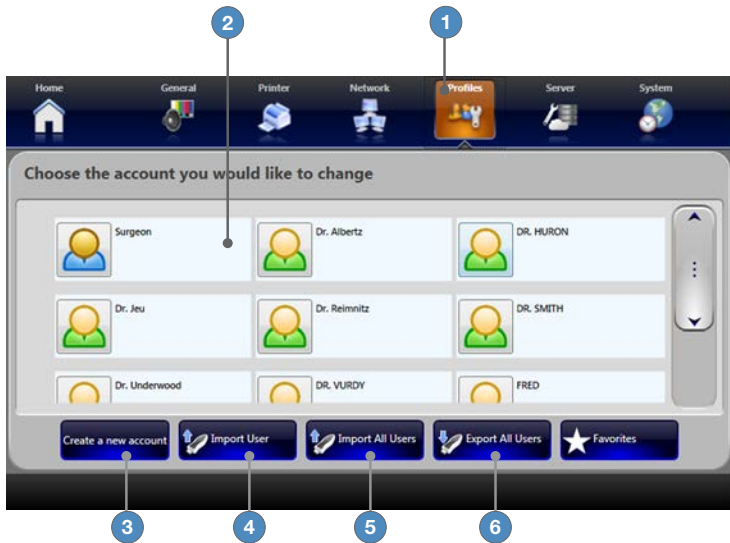 2
1
Home
General
Printer
Network
Profiles
Server
System
Choose the account you would like to change
Surgeon
Dr. Albertz
DR. HURON
Dr. Jeu
Dr. Reimnitz
DR. SMITH
Dr. Underwood
DR. VURDY
FRED
Create a new account
Import User
Import All Users
Export All Users
Favorites
3
4
5
6